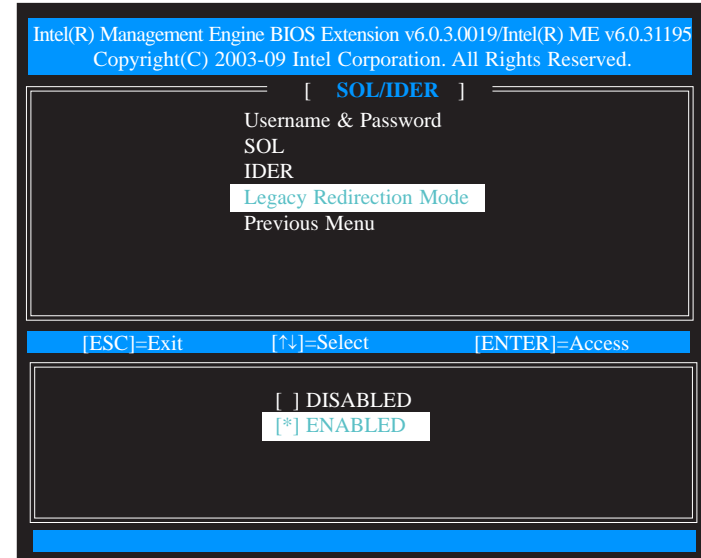 Intel(R) Management Engine BIOS Extension v6.0.3.0019/Intel(R) ME v6.0.31195
Copyright(C) 2003-09 Intel Corporation. All Rights Reserved.
[ SOL/IDER ]
Username & Password
SOL
IDER
Legacy Redirection Mode
Previous Menu
[ESC]=Exit [↑↓]=Select [ENTER]=Access
[ ] DISABLED
[*] ENABLED